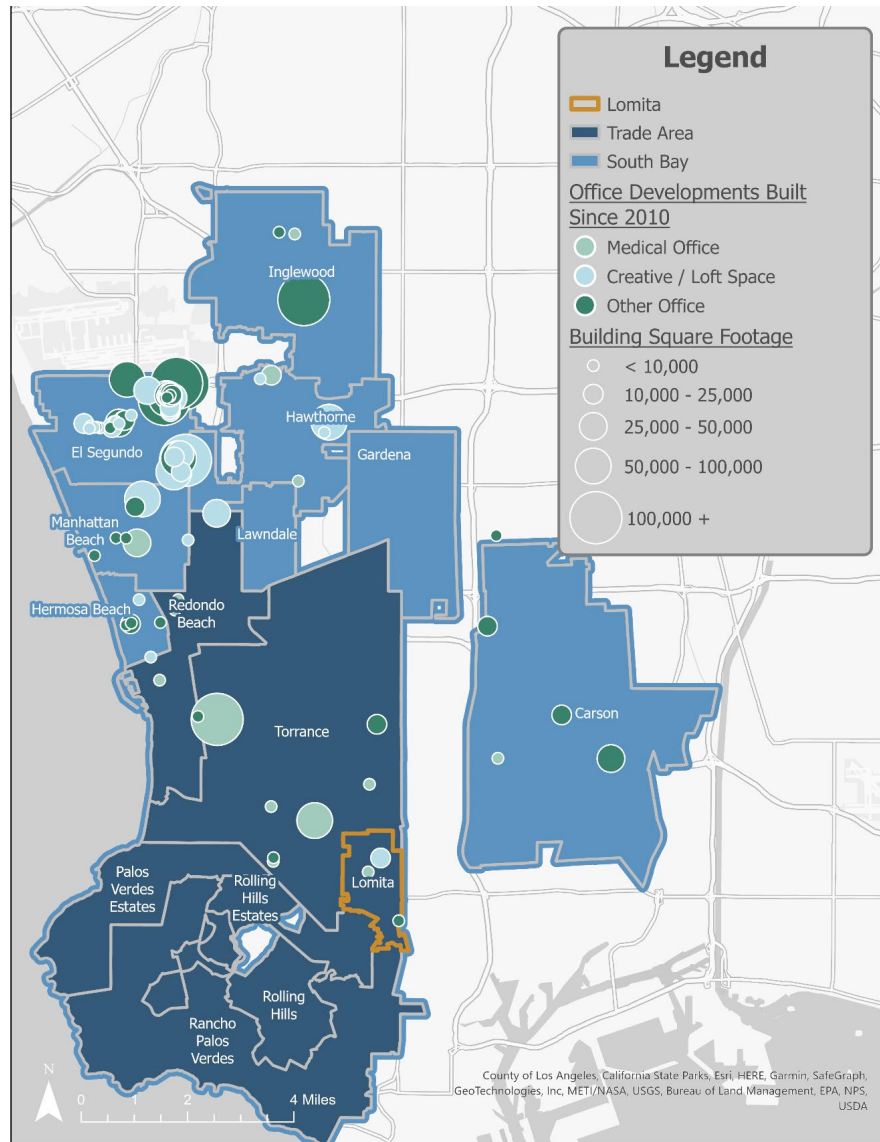 Legend
Lomita
Trade Area
South Bay
Office Developments Built
Since 2010
Medical Office
Creative / Loft Space
Other Office
Building Square Footage
< 10,000
10,000 - 25,000
25,000 - 50,000
50,000 - 100,000
100,000 +
Inglewood
Hawthorne
Gardena
El Segundo
Manhattan
Beach
Lawndale
Hermosa Beach
Redondo
Beach
Torrance
Carson
Palos
Verdes
Estates
Rolling
Hills
Estates
Lomita
Rolling
Hills
Rancho
Palos
Verdes
N
0 2 4 Miles
County of Los Angeles, California State Parks, Esri, HERE, Garmin, SafeGraph,
GeoTechnologies, Inc, METI/NASA, USGS, Bureau of Land Management, EPA, NPS,
USDA